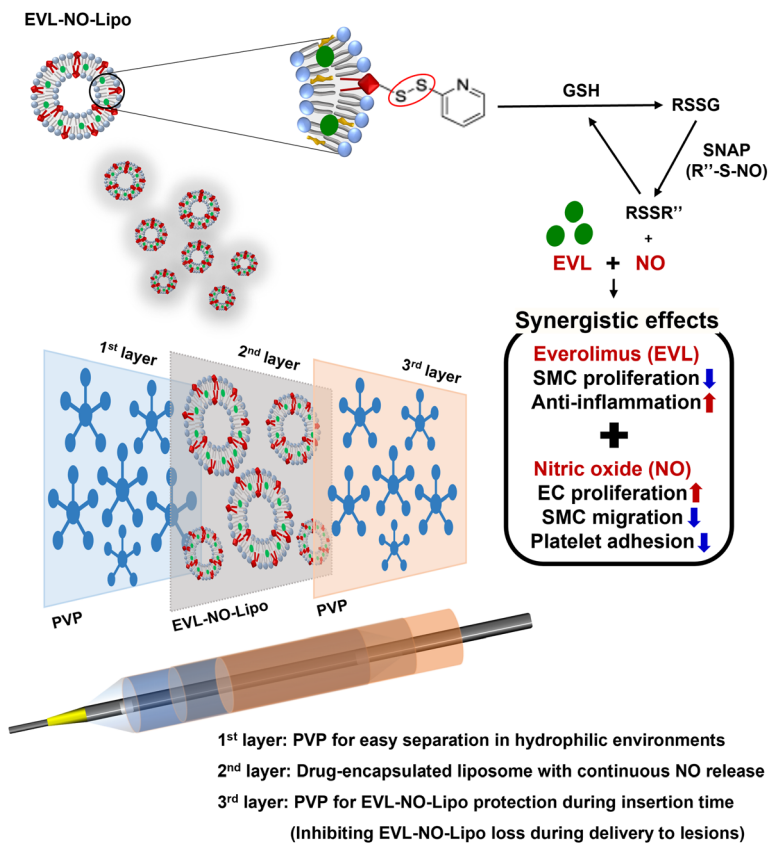 EVL-NO-Lipo
S-S
N
GSH
RSSG
SNAP
(R''-S-NO)
RSSR''
+
EVL + NO
Synergistic effects
Everolimus (EVL)
SMC proliferation
Anti-inflammation
+
Nitric oxide (NO)
EC proliferation
SMC migration
Platelet adhesion
1st layer
2nd layer
3rd layer
PVP
EVL-NO-Lipo
PVP
1st layer: PVP for easy separation in hydrophilic environments
2nd layer: Drug-encapsulated liposome with continuous NO release
3rd layer: PVP for EVL-NO-Lipo protection during insertion time
(Inhibiting EVL-NO-Lipo loss during delivery to lesions)